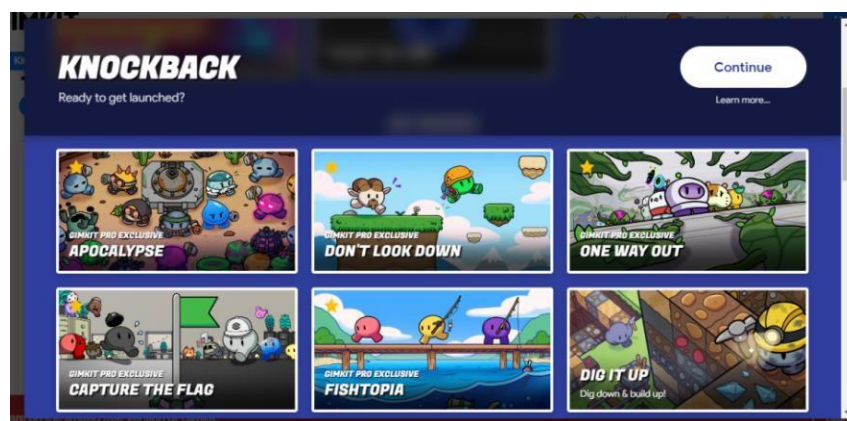 KNOCKBACK
Ready to get launched?
Continue
Learn more...
GIMKIT PRO EXCLUSIVE
APOCALYPSE
GIMKIT PRO EXCLUSIVE
DON'T LOOK DOWN
GIMKIT PRO EXCLUSIVE
ONE WAY OUT
GIMKIT PRO EXCLUSIVE
CAPTURE THE FLAG
GIMKIT PRO EXCLUSIVE
FISHTOPIA
DIG IT UP
Dig down & build up!